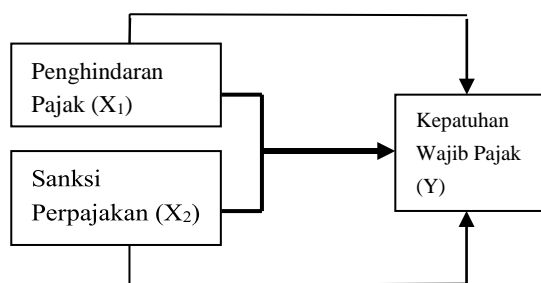 Penghindaran
Pajak (X₁)
Kepatuhan
Wajib Pajak
(Y)
Sanksi
Perpajakan (X₂)